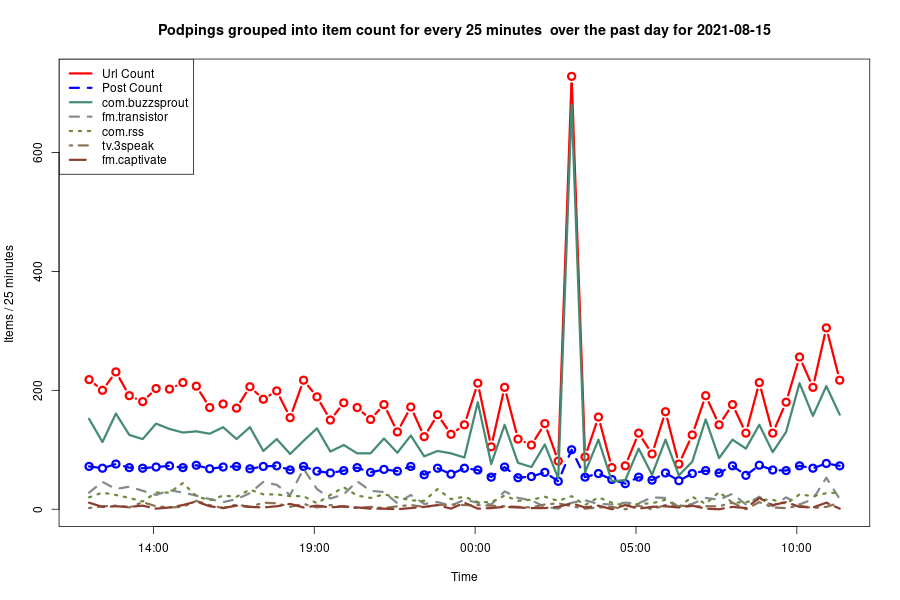 Podpings grouped into item count for every 25 minutes  over the past day for 2021-08-15
Url Count
Post Count
com.buzzsprout
fm.transistor
com.rss
tv.3speak
fm.captivate
Items / 25 minutes
600
400
200
0
14:00
19:00
00:00
05:00
10:00
Time